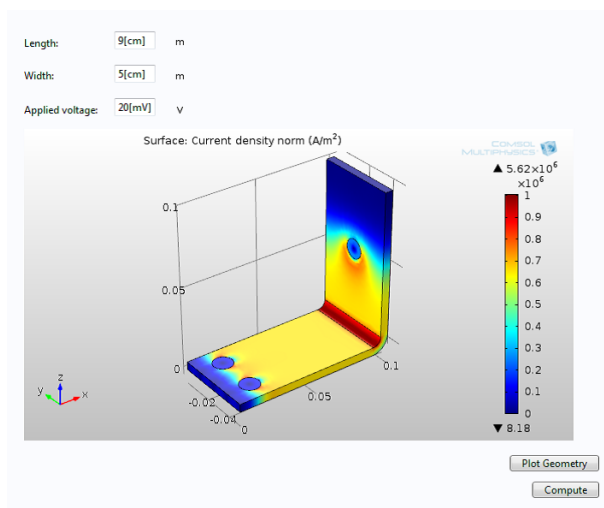 Length: 9[cm] m
Width: 5[cm] m
Applied voltage: 20[mV] V
Surface: Current density norm (A/m²)
COMSOL
MULTIPHYSICS
▲ 5.62×10⁶
×10⁶
1
0.9
0.8
0.7
0.6
0.5
0.4
0.3
0.2
0.1
0
▼ 8.18
0.1
0.05
0
0.1
0.05
0
-0.02
-0.04
y z x
Plot Geometry
Compute